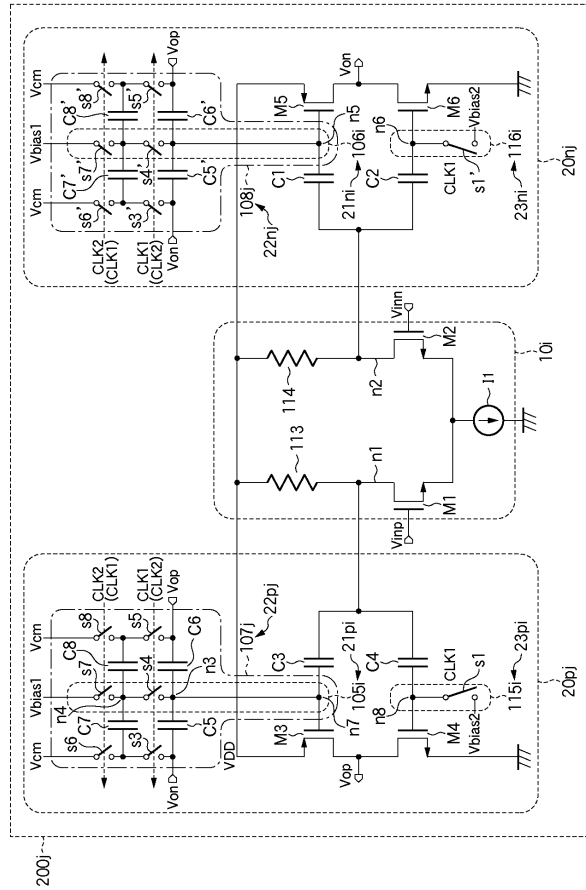 200j
Vcm
Vbias1
Vcm
s6
s7
s8
C7
n4
C8
CLK2
(CLK1)
s3
s4
s5
CLK1
(CLK2)
Von
C5
n3
C6
Vop
VDD
107j
22pj
M3
n7
C3
105i
21pi
Vop
M4
n8
C4
Vbias2
s1
CLK1
115i
23pi
20pj
113
114
n1
n2
Vinp
Vinn
M1
M2
I1
10i
Vcm
Vbias1
Vcm
s6'
s7'
s8'
C7'
C8'
CLK2
(CLK1)
s3'
s4'
s5'
CLK1
(CLK2)
Von
C5'
C6'
Vop
108j
22nj
C1
n5
M5
106i
21ni
Von
C2
n6
M6
CLK1
s1'
Vbias2
116i
23ni
20nj